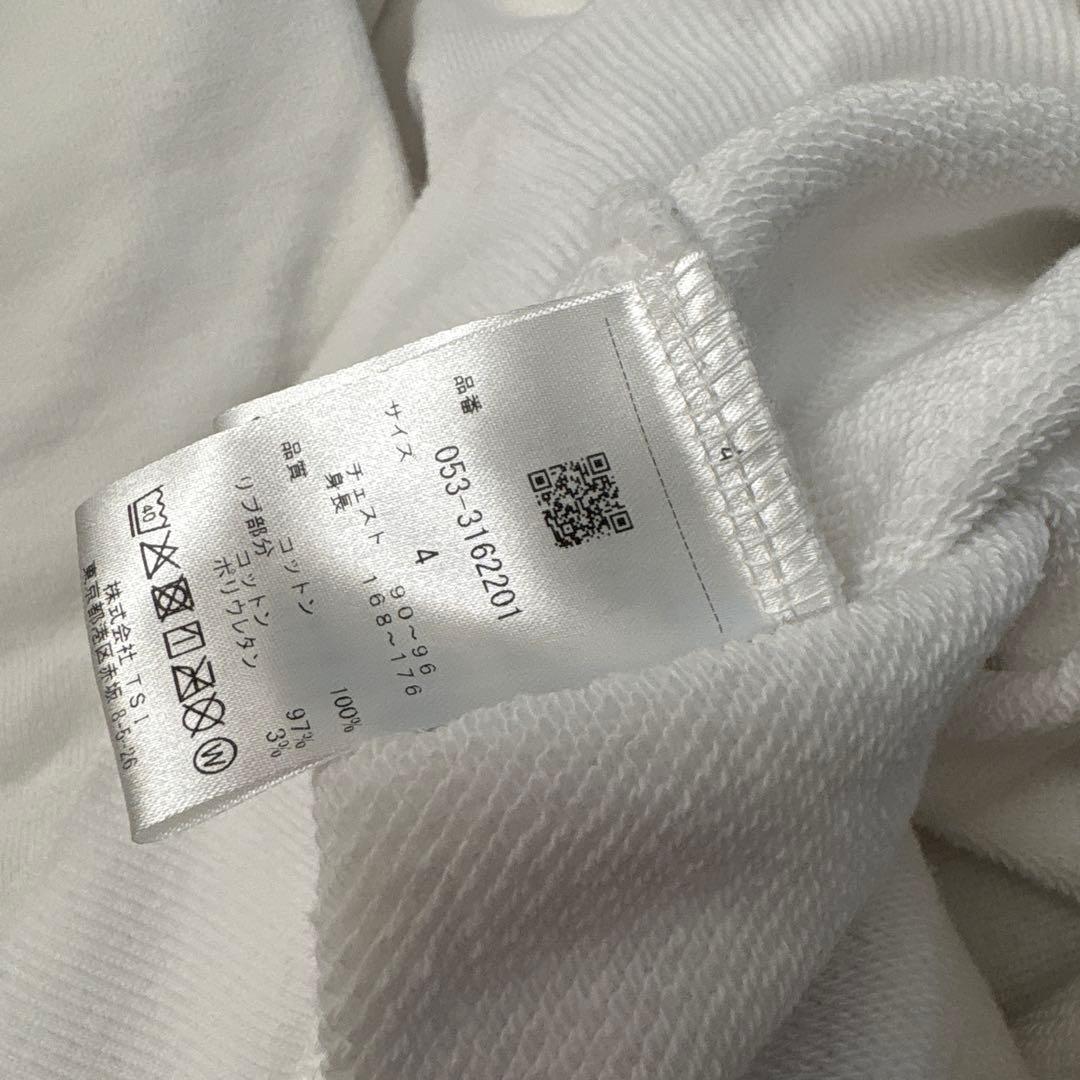 品番 053-3162201
サイズ 4
チェスト 90~96
身長 168~176
品質 コットン 100%
リブ部分 コットン 97%
ポリウレタン 3%
40 W
株式会社 TSI
東京都港区赤坂 8-5-26